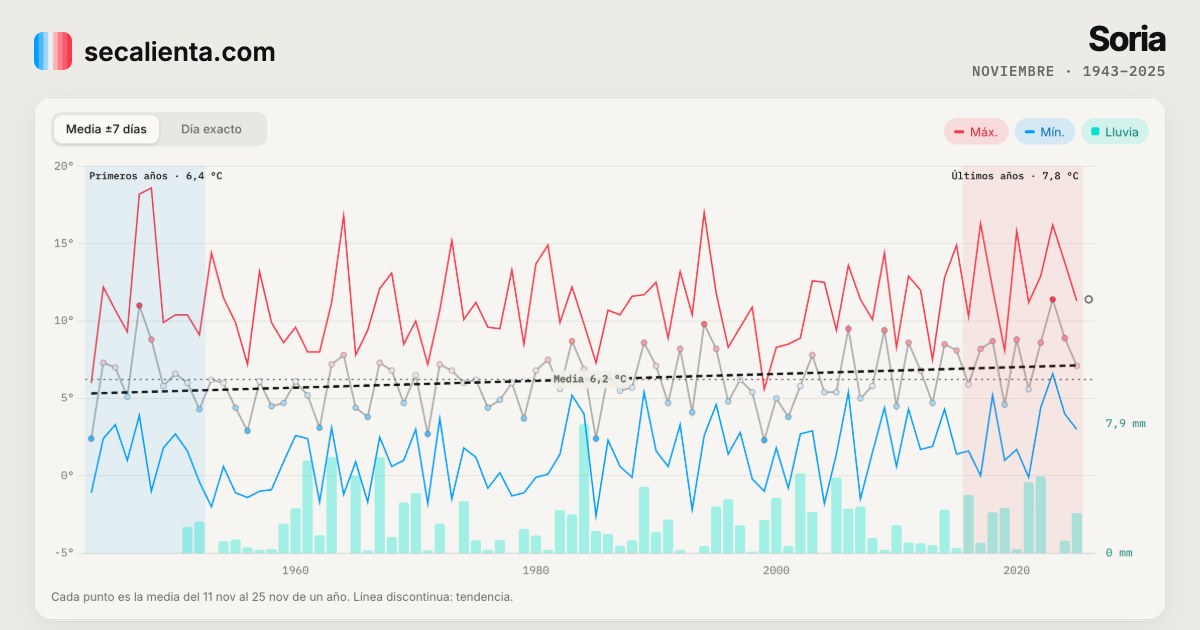 secalienta.com
Soria
NOVIEMBRE · 1943–2025
Media ±7 días
Día exacto
Máx.
Mín.
Lluvia
Primeros años · 6,4 ºC
Últimos años · 7,8 ºC
20°
15°
10°
5°
0°
-5°
Media 6,2 ºC
7,9 mm
0 mm
1960
1980
2000
2020
Cada punto es la media del 11 nov al 25 nov de un año. Línea discontinua: tendencia.